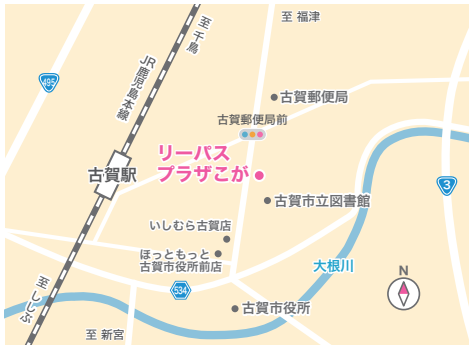 至 福津
至 千鳥
495
JR鹿児島本線
古賀郵便局
古賀郵便局前
リーパス
プラザこが
古賀駅
3
古賀市立図書館
いしむら古賀店
ほっともっと
古賀市役所前店
大根川
N
534
至 ししぶ
古賀市役所
至 新宮